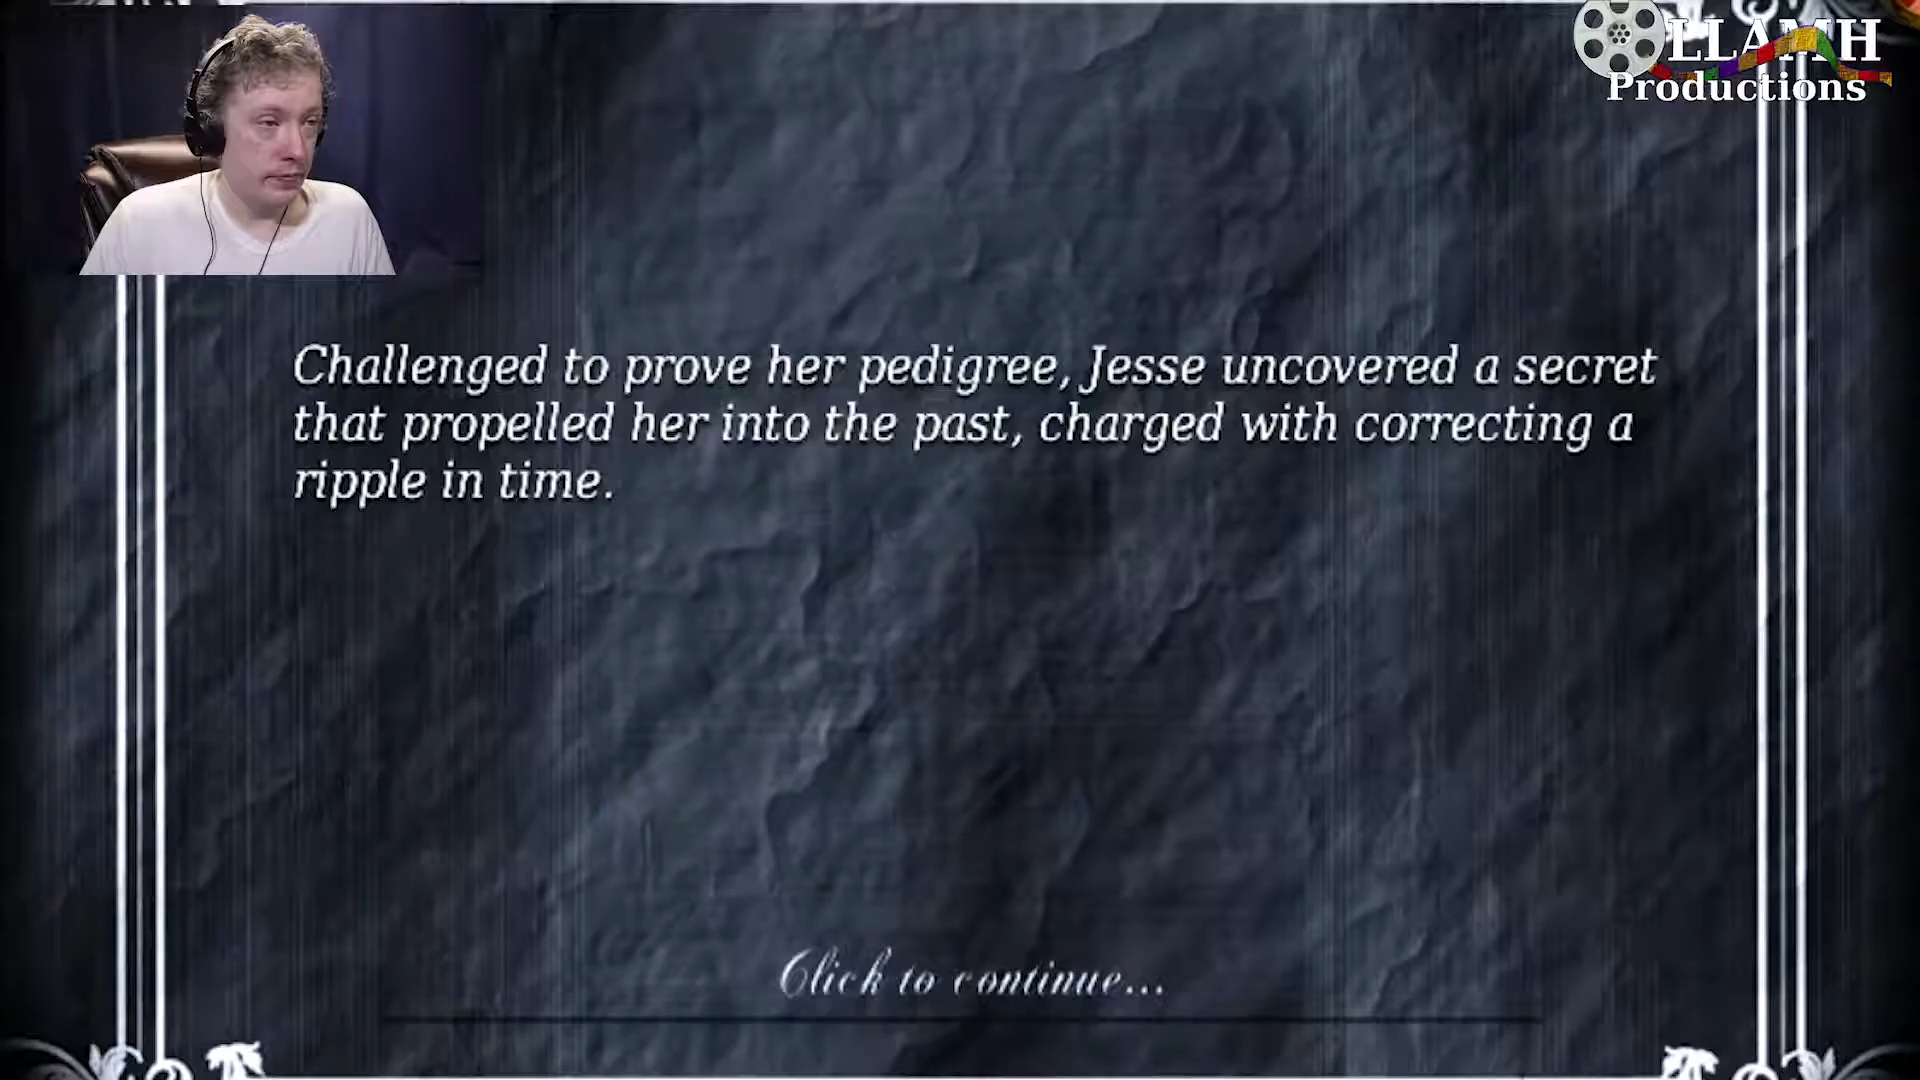 LLAMH
Productions
Challenged to prove her pedigree, Jesse uncovered a secret
that propelled her into the past, charged with correcting a
ripple in time.
Click to continue...